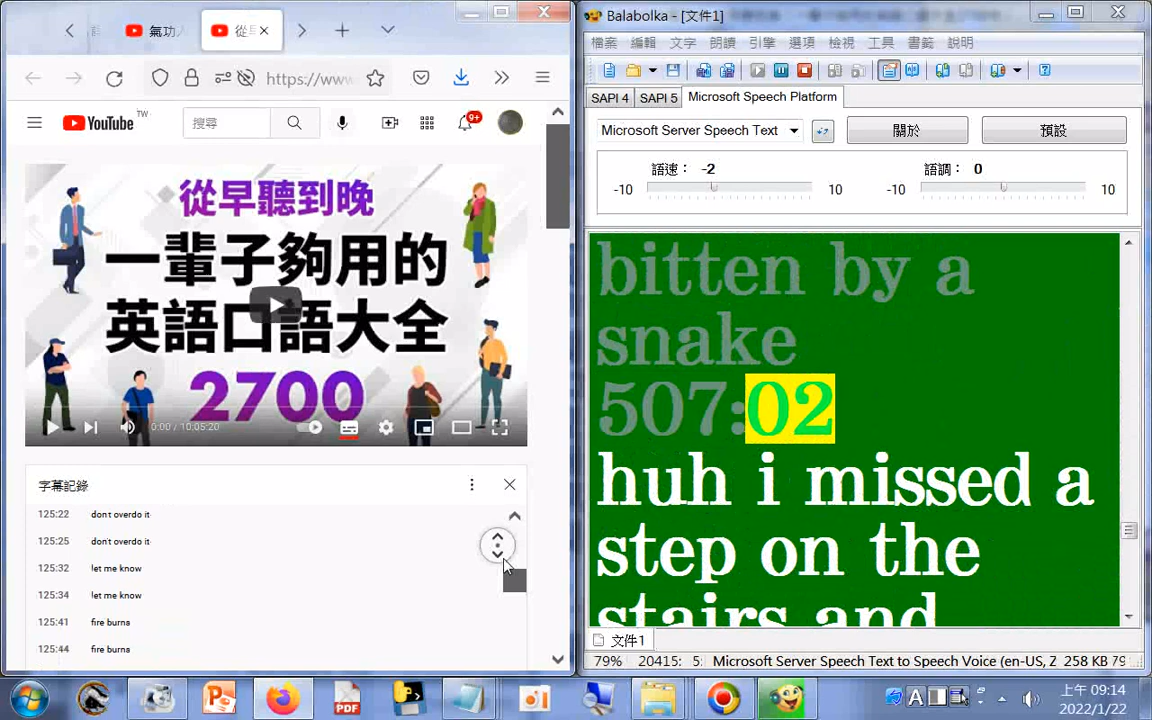 氣功
從
https://www
YouTube TW
搜尋
9+
從早聽到晚
一輩子夠用的
英語口語大全
2700
0:00 / 10:05:20
字幕記錄
125:22 don't overdo it
125:25 don't overdo it
125:32 let me know
125:34 let me know
125:41 fire burns
125:44 fire burns
Balabolka - [文件1]
檔案 編輯 文字 朗讀 引擎 選項 檢視 工具 書籤 說明
SAPI 4 SAPI 5 Microsoft Speech Platform
Microsoft Server Speech Text 關於 預設
語速： -2 語調： 0
-10 10 -10 10
bitten by a
snake
507:02
huh i missed a
step on the
stairs and
文件1
79% 20415: 5: Microsoft Server Speech Text to Speech Voice (en-US, Z 258 KB 79
PDF
A
上午 09:14
2022/1/22